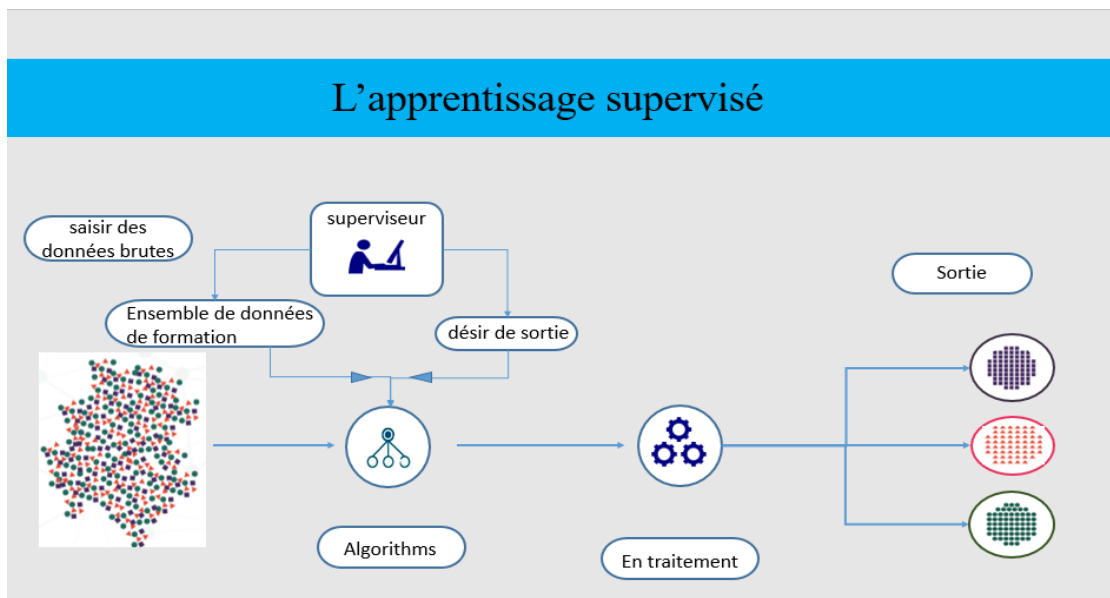 L’apprentissage supervisé
saisir des
données brutes
superviseur
Sortie
Ensemble de données
de formation
désir de sortie
Algorithms
En traitement